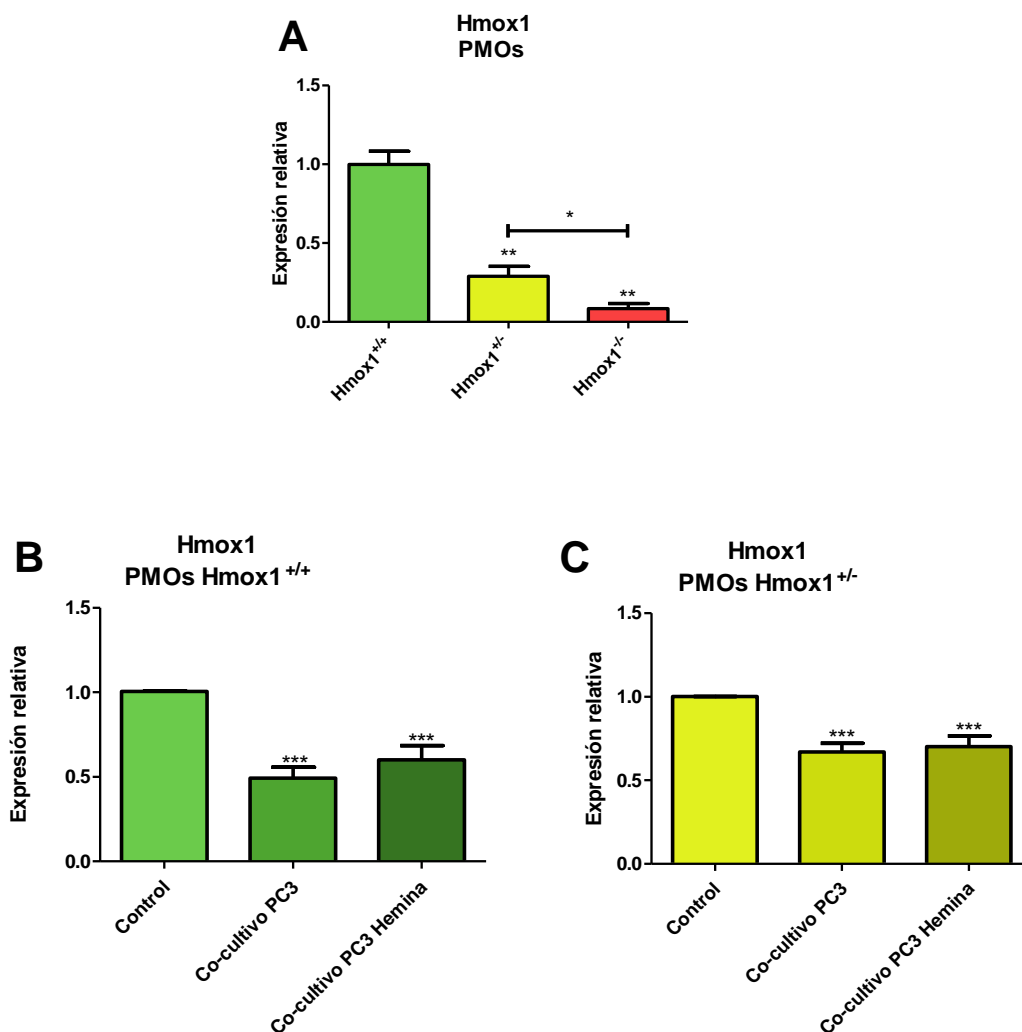 A
Hmox1
PMOs
Expresión relativa
1.5
1.0
0.5
0.0
*
**
**
Hmox1+/+
Hmox1+/-
Hmox1-/-
B
Hmox1
PMOs Hmox1+/+
Expresión relativa
1.5
1.0
0.5
0.0
***
***
Control
Co-cultivo PC3
Co-cultivo PC3 Hemina
C
Hmox1
PMOs Hmox1+/-
Expresión relativa
1.5
1.0
0.5
0.0
***
***
Control
Co-cultivo PC3
Co-cultivo PC3 Hemina